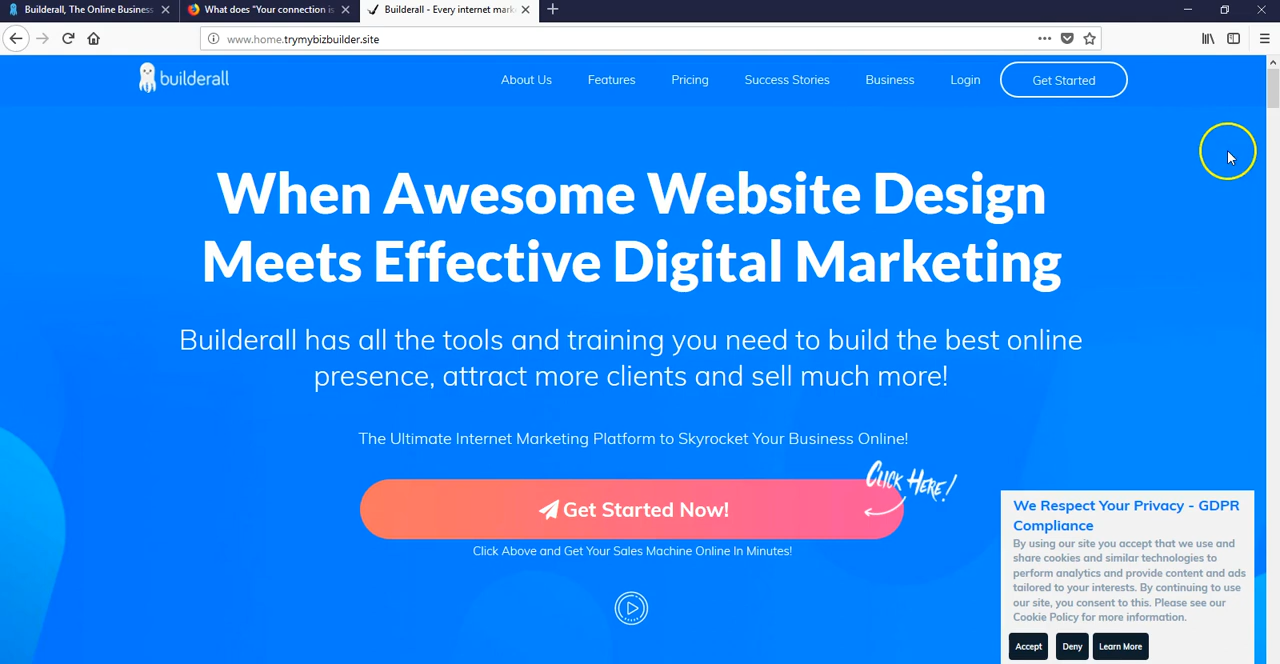 Builderall, The Online Business
What does "Your connection is
Builderall - Every internet mark
www.home.trymybizbuilder.site
builderall
About Us
Features
Pricing
Success Stories
Business
Login
Get Started
When Awesome Website Design
Meets Effective Digital Marketing
Builderall has all the tools and training you need to build the best online
presence, attract more clients and sell much more!
The Ultimate Internet Marketing Platform to Skyrocket Your Business Online!
CLICK HERE!
Get Started Now!
Click Above and Get Your Sales Machine Online In Minutes!
We Respect Your Privacy - GDPR
Compliance
By using our site you accept that we use and
share cookies and similar technologies to
perform analytics and provide content and ads
tailored to your interests. By continuing to use
our site, you consent to this. Please see our
Cookie Policy for more information.
Accept
Deny
Learn More